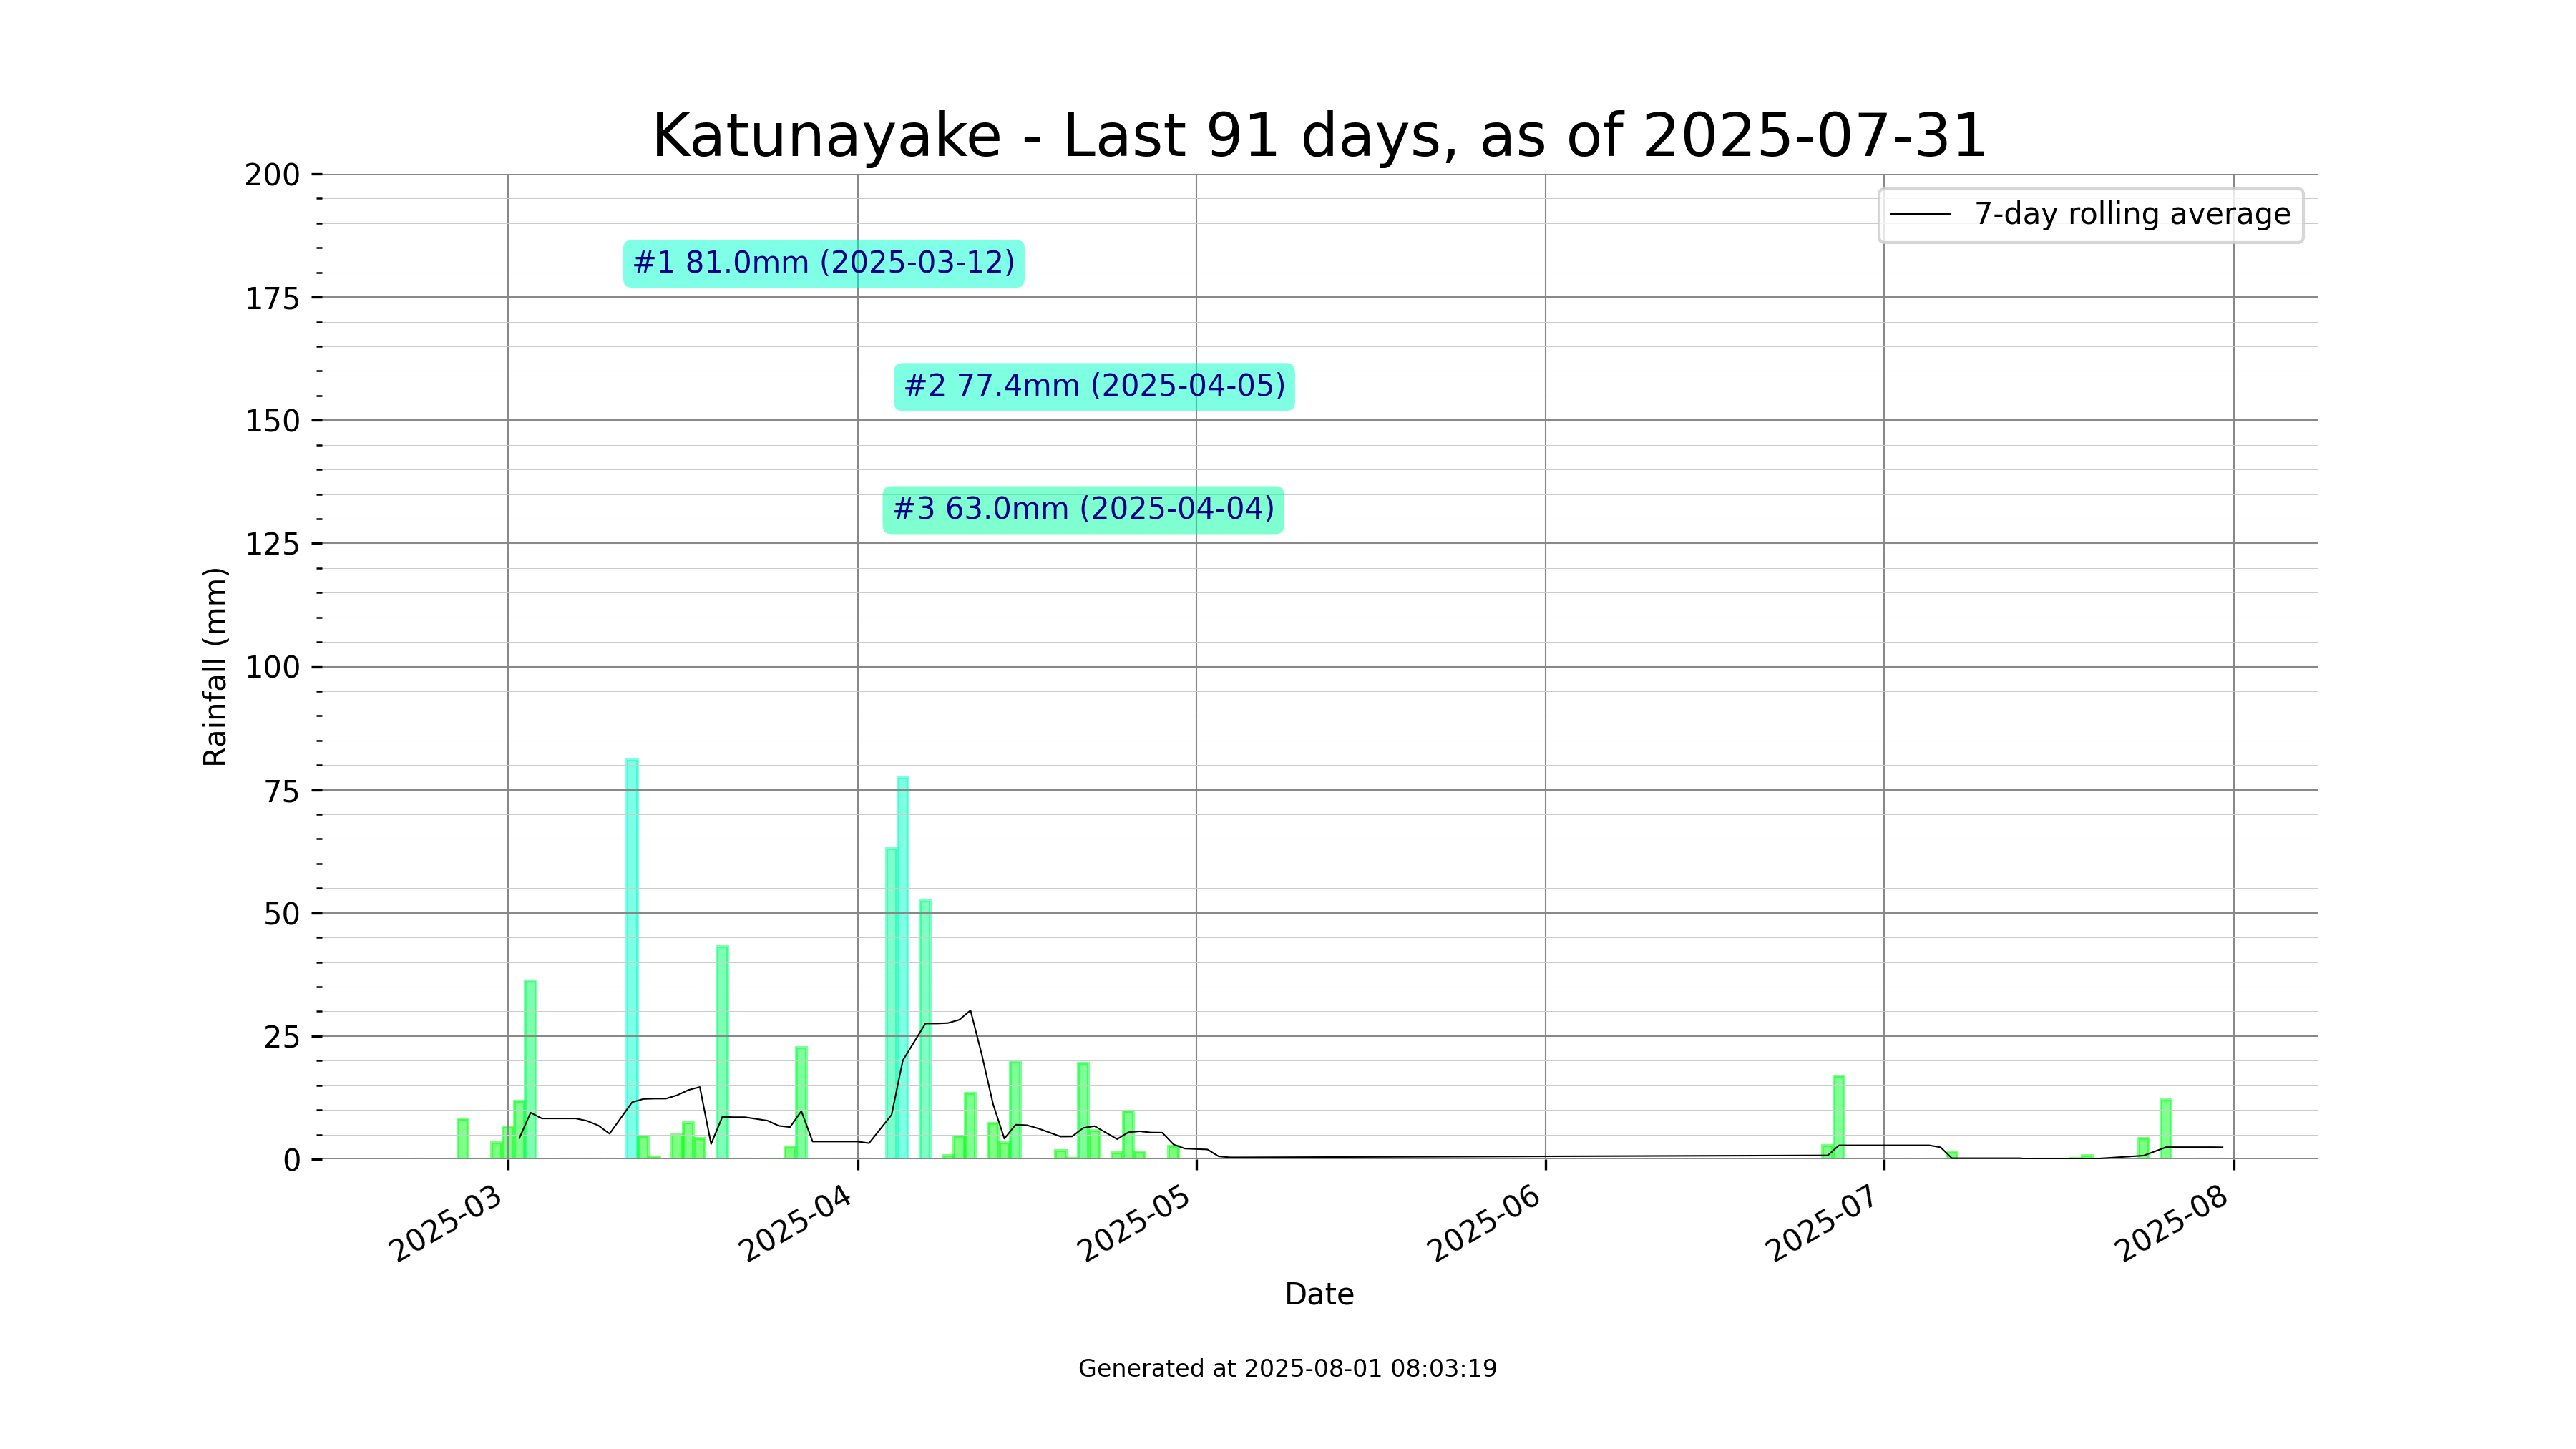 Katunayake - Last 91 days, as of 2025-07-31
7-day rolling average
#1 81.0mm (2025-03-12)
#2 77.4mm (2025-04-05)
#3 63.0mm (2025-04-04)
Rainfall (mm)
200
175
150
125
100
75
50
25
0
2025-03
2025-04
2025-05
2025-06
2025-07
2025-08
Date
Generated at 2025-08-01 08:03:19